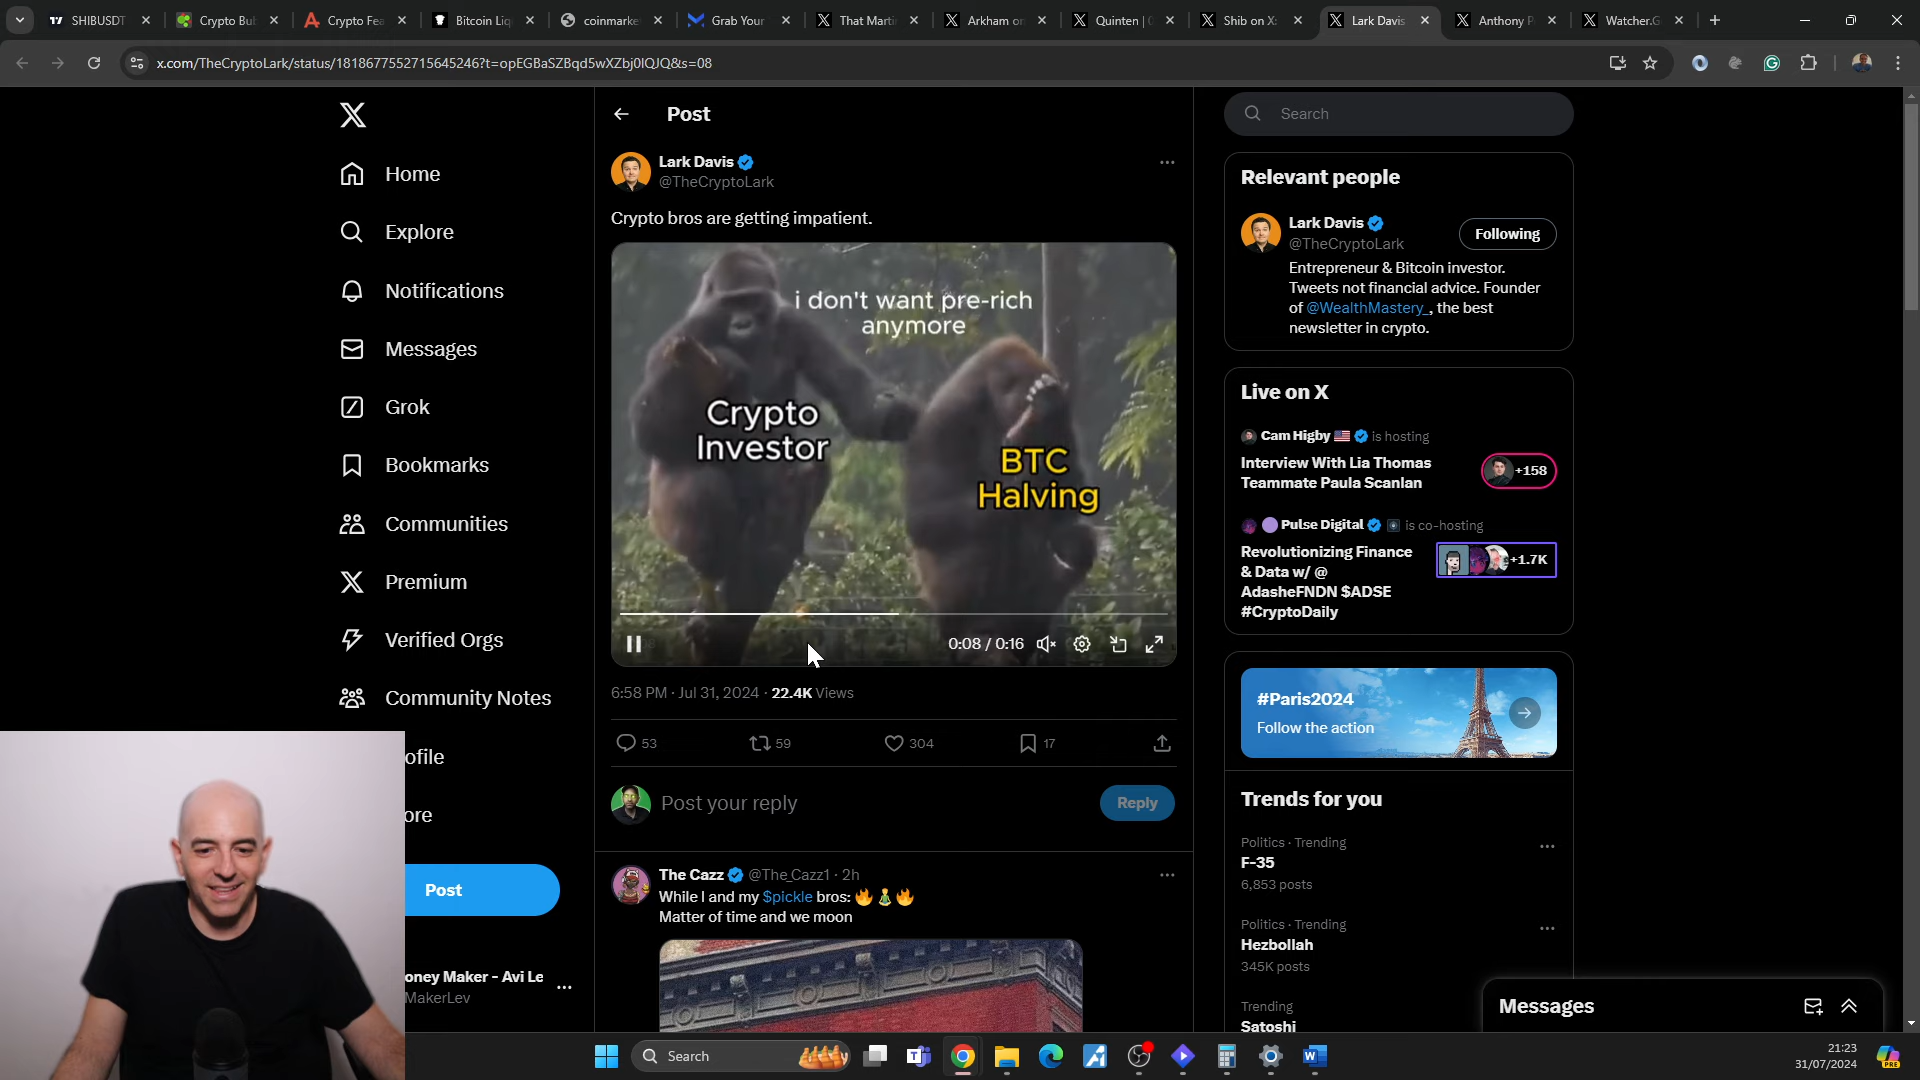 SHIBUSDT
Crypto Bu
Crypto Fea
Bitcoin Liq
coinmarke
Grab Your
That Marti
Arkham o
Quinten |
Shib on X:
Lark Davis
Anthony P
Watcher.G
x.com/TheCryptoLark/status/1818677552715645246?t=opEGBaSZBqd5wXZbj0IQJQ&s=08
Home
Explore
Notifications
Messages
Grok
Bookmarks
Communities
Premium
Verified Orgs
Community Notes
ofile
ore
Post
oney Maker - Avi Le
MakerLev
Post
Lark Davis
@TheCryptoLark
Crypto bros are getting impatient.
i don't want pre-rich
anymore
Crypto
Investor
BTC
Halving
0:08 / 0:16
6:58 PM · Jul 31, 2024 · 22.4K Views
53 59 304 17
Post your reply
Reply
The Cazz @The_Cazz1 · 2h
While I and my $pickle bros:
Matter of time and we moon
Search
Relevant people
Lark Davis
@TheCryptoLark
Following
Entrepreneur & Bitcoin investor.
Tweets not financial advice. Founder
of @WealthMastery_, the best
newsletter in crypto.
Live on X
Cam Higby is hosting
Interview With Lia Thomas
Teammate Paula Scanlan
+158
Pulse Digital is co-hosting
Revolutionizing Finance
& Data w/ @
AdasheFNDN $ADSE
#CryptoDaily
+1.7K
#Paris2024
Follow the action
Trends for you
Politics · Trending
F-35
6,853 posts
Politics · Trending
Hezbollah
345K posts
Trending
Satoshi
Messages
Search
21:23
31/07/2024